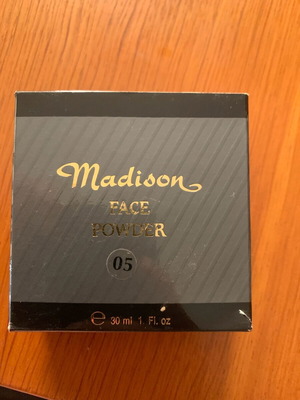 Madison
FACE
POWDER
05
℮ 30 ml 1. Fl. oz